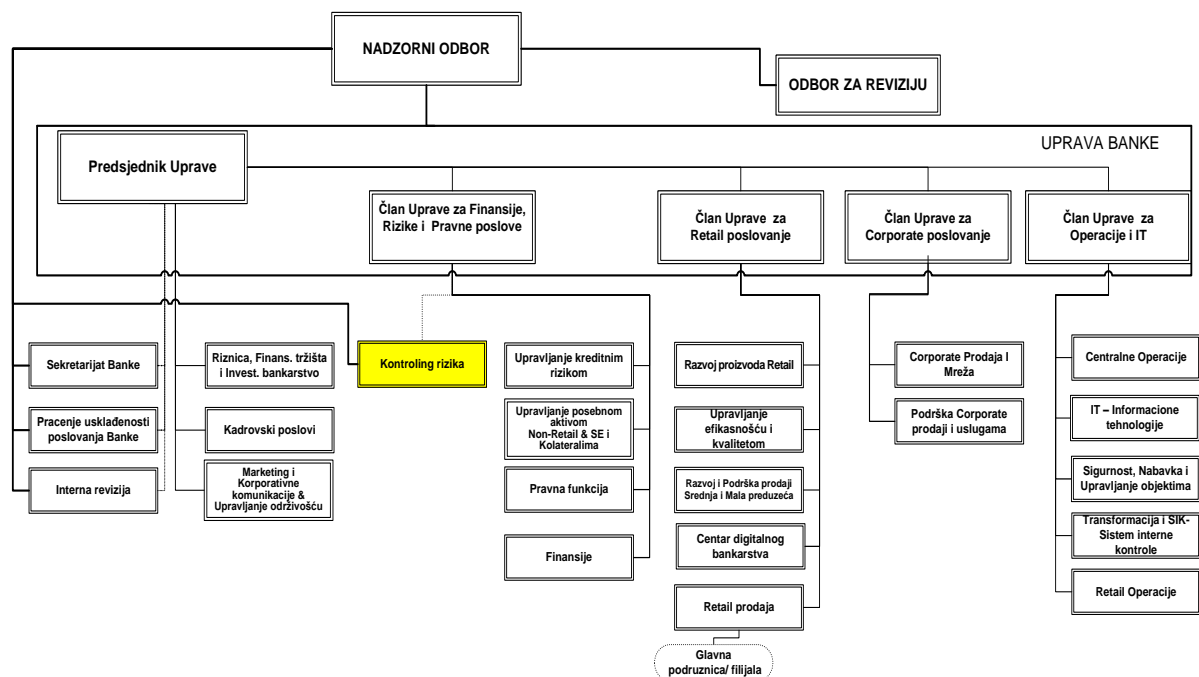 NADZORNI ODBOR
ODBOR ZA REVIZIJU
UPRAVA BANKE
Predsjednik Uprave
Član Uprave za Finansije,
Rizike i Pravne poslove
Član Uprave za
Retail poslovanje
Član Uprave za
Corporate poslovanje
Član Uprave za
Operacije i IT
Sekretarijat Banke
Pracenje usklađenosti
poslovanja Banke
Interna revizija
Riznica, Finans. tržišta
i Invest. bankarstvo
Kadrovski poslovi
Marketing i
Korporativne
komunikacije &
Upravljanje održivošću
Kontroling rizika
Upravljanje kreditnim
rizikom
Upravljanje posebnom
aktivom
Non-Retail & SE i
Kolateralima
Pravna funkcija
Finansije
Razvoj proizvoda Retail
Upravljanje
efikasnošću i
kvalitetom
Razvoj i Podrška prodaji
Srednja i Mala preduzeća
Centar digitalnog
bankarstva
Retail prodaja
Glavna
podruznica/ filijala
Corporate Prodaja I
Mreža
Podrška Corporate
prodaji i uslugama
Centralne Operacije
IT – Informacione
tehnologije
Sigurnost, Nabavka i
Upravljanje objektima
Transformacija i SIK-
Sistem interne
kontrole
Retail Operacije